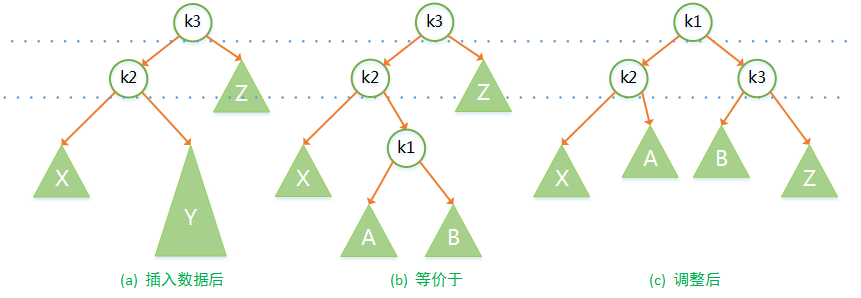 k3 k3 k1
k2 Z k2 Z k2 k3
k1
X Y X A B X A B Z
(a) 插入数据后 (b) 等价于 (c) 调整后